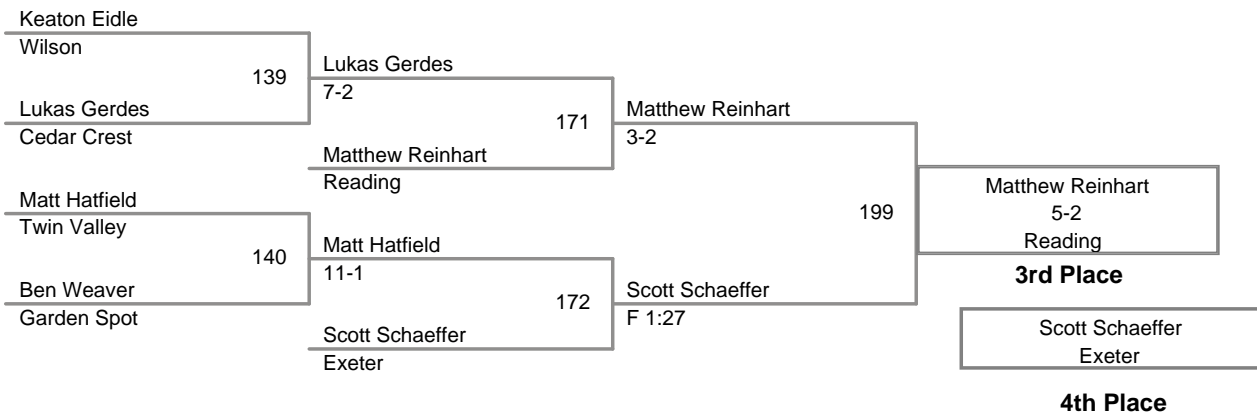 Keaton Eidle
Wilson
139
Lukas Gerdes
7-2
Lukas Gerdes
Cedar Crest
171
Matthew Reinhart
3-2
Matthew Reinhart
Reading
Matt Hatfield
Twin Valley
199
Matthew Reinhart
5-2
Reading
3rd Place
140
Matt Hatfield
11-1
Ben Weaver
Garden Spot
172
Scott Schaeffer
F 1:27
Scott Schaeffer
Exeter
Scott Schaeffer
Exeter
4th Place